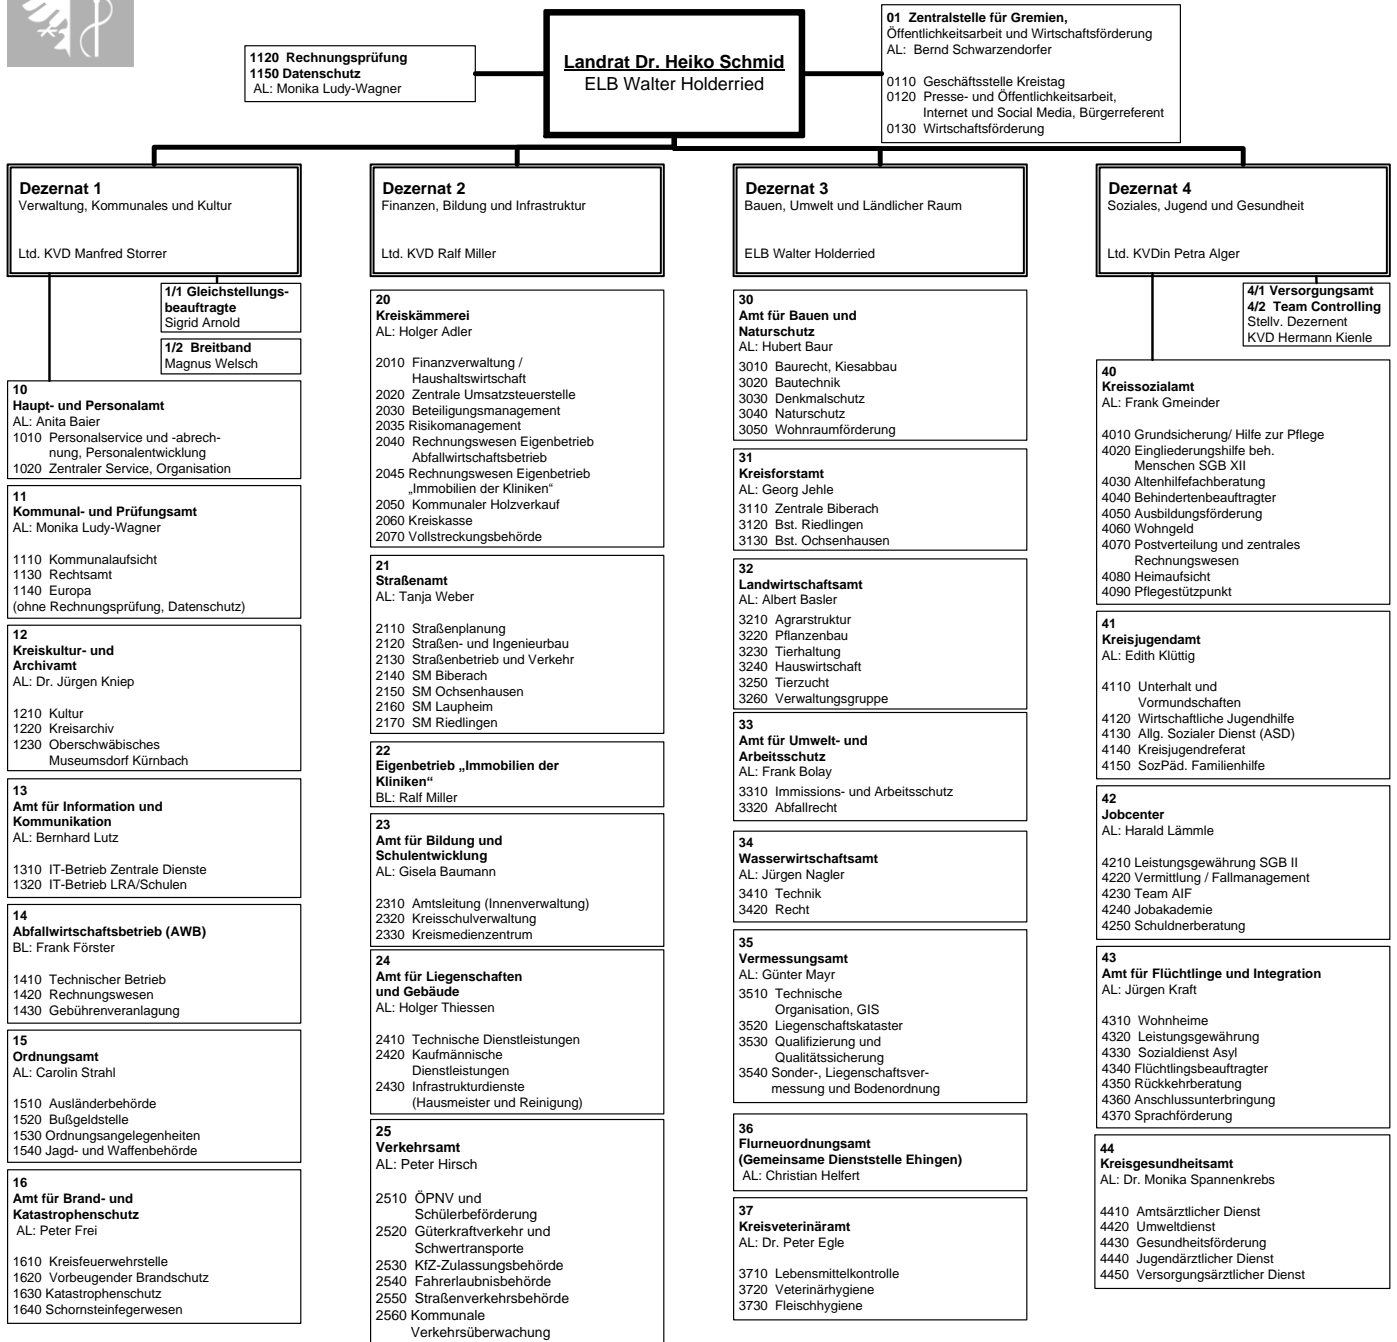 1120 Rechnungsprüfung
1150 Datenschutz
AL: Monika Ludy-Wagner
Landrat Dr. Heiko Schmid
ELB Walter Holderried
01 Zentralstelle für Gremien,
Öffentlichkeitsarbeit und Wirtschaftsförderung
AL: Bernd Schwarzendorfer
0110 Geschäftsstelle Kreistag
0120 Presse- und Öffentlichkeitsarbeit,
Internet und Social Media, Bürgerreferent
0130 Wirtschaftsförderung
Dezernat 1
Verwaltung, Kommunales und Kultur
Ltd. KVD Manfred Storrer
1/1 Gleichstellungs-
beauftragte
Sigrid Arnold
1/2 Breitband
Magnus Welsch
10
Haupt- und Personalamt
AL: Anita Baier
1010 Personalservice und -abrech-
nung, Personalentwicklung
1020 Zentraler Service, Organisation
11
Kommunal- und Prüfungsamt
AL: Monika Ludy-Wagner
1110 Kommunalaufsicht
1130 Rechtsamt
1140 Europa
(ohne Rechnungsprüfung, Datenschutz)
12
Kreiskultur- und
Archivamt
AL: Dr. Jürgen Kniep
1210 Kultur
1220 Kreisarchiv
1230 Oberschwäbisches
Museumsdorf Kürnbach
13
Amt für Information und
Kommunikation
AL: Bernhard Lutz
1310 IT-Betrieb Zentrale Dienste
1320 IT-Betrieb LRA/Schulen
14
Abfallwirtschaftsbetrieb (AWB)
BL: Frank Förster
1410 Technischer Betrieb
1420 Rechnungswesen
1430 Gebührenveranlagung
15
Ordnungsamt
AL: Carolin Strahl
1510 Ausländerbehörde
1520 Bußgeldstelle
1530 Ordnungsangelegenheiten
1540 Jagd- und Waffenbehörde
16
Amt für Brand- und
Katastrophenschutz
AL: Peter Frei
1610 Kreisfeuerwehrstelle
1620 Vorbeugender Brandschutz
1630 Katastrophenschutz
1640 Schornsteinfegerwesen
Dezernat 2
Finanzen, Bildung und Infrastruktur
Ltd. KVD Ralf Miller
20
Kreiskämmerei
AL: Holger Adler
2010 Finanzverwaltung /
Haushaltswirtschaft
2020 Zentrale Umsatzsteuerstelle
2030 Beteiligungsmanagement
2035 Risikomanagement
2040 Rechnungswesen Eigenbetrieb
Abfallwirtschaftsbetrieb
2045 Rechnungswesen Eigenbetrieb
„Immobilien der Kliniken“
2050 Kommunaler Holzverkauf
2060 Kreiskasse
2070 Vollstreckungsbehörde
21
Straßenamt
AL: Tanja Weber
2110 Straßenplanung
2120 Straßen- und Ingenieurbau
2130 Straßenbetrieb und Verkehr
2140 SM Biberach
2150 SM Ochsenhausen
2160 SM Laupheim
2170 SM Riedlingen
22
Eigenbetrieb „Immobilien der
Kliniken“
BL: Ralf Miller
23
Amt für Bildung und
Schulentwicklung
AL: Gisela Baumann
2310 Amtsleitung (Innenverwaltung)
2320 Kreisschulverwaltung
2330 Kreismedienzentrum
24
Amt für Liegenschaften
und Gebäude
AL: Holger Thiessen
2410 Technische Dienstleistungen
2420 Kaufmännische
Dienstleistungen
2430 Infrastrukturdienste
(Hausmeister und Reinigung)
25
Verkehrsamt
AL: Peter Hirsch
2510 ÖPNV und
Schülerbeförderung
2520 Güterkraftverkehr und
Schwertransporte
2530 KfZ-Zulassungsbehörde
2540 Fahrerlaubnisbehörde
2550 Straßenverkehrsbehörde
2560 Kommunale
Verkehrsüberwachung
Dezernat 3
Bauen, Umwelt und Ländlicher Raum
ELB Walter Holderried
30
Amt für Bauen und
Naturschutz
AL: Hubert Baur
3010 Baurecht, Kiesabbau
3020 Bautechnik
3030 Denkmalschutz
3040 Naturschutz
3050 Wohnraumförderung
31
Kreisforstamt
AL: Georg Jehle
3110 Zentrale Biberach
3120 Bst. Riedlingen
3130 Bst. Ochsenhausen
32
Landwirtschaftsamt
AL: Albert Basler
3210 Agrarstruktur
3220 Pflanzenbau
3230 Tierhaltung
3240 Hauswirtschaft
3250 Tierzucht
3260 Verwaltungsgruppe
33
Amt für Umwelt- und
Arbeitsschutz
AL: Frank Bolay
3310 Immissions- und Arbeitsschutz
3320 Abfallrecht
34
Wasserwirtschaftsamt
AL: Jürgen Nagler
3410 Technik
3420 Recht
35
Vermessungsamt
AL: Günter Mayr
3510 Technische
Organisation, GIS
3520 Liegenschaftskataster
3530 Qualifizierung und
Qualitätssicherung
3540 Sonder-, Liegenschaftsver-
messung und Bodenordnung
36
Flurneuordnungsamt
(Gemeinsame Dienststelle Ehingen)
AL: Christian Helfert
37
Kreisveterinäramt
AL: Dr. Peter Egle
3710 Lebensmittelkontrolle
3720 Veterinärhygiene
3730 Fleischhygiene
Dezernat 4
Soziales, Jugend und Gesundheit
Ltd. KVDin Petra Alger
4/1 Versorgungsamt
4/2 Team Controlling
Stellv. Dezernent
KVD Hermann Kienle
40
Kreissozialamt
AL: Frank Gmeinder
4010 Grundsicherung/ Hilfe zur Pflege
4020 Eingliederungshilfe beh.
Menschen SGB XII
4030 Altenhilfefachberatung
4040 Behindertenbeauftragter
4050 Ausbildungsförderung
4060 Wohngeld
4070 Postverteilung und zentrales
Rechnungswesen
4080 Heimaufsicht
4090 Pflegestützpunkt
41
Kreisjugendamt
AL: Edith Klüttig
4110 Unterhalt und
Vormundschaften
4120 Wirtschaftliche Jugendhilfe
4130 Allg. Sozialer Dienst (ASD)
4140 Kreisjugendreferat
4150 SozPäd. Familienhilfe
42
Jobcenter
AL: Harald Lämmle
4210 Leistungsgewährung SGB II
4220 Vermittlung / Fallmanagement
4230 Team AIF
4240 Jobakademie
4250 Schuldnerberatung
43
Amt für Flüchtlinge und Integration
AL: Jürgen Kraft
4310 Wohnheime
4320 Leistungsgewährung
4330 Sozialdienst Asyl
4340 Flüchtlingsbeauftragter
4350 Rückkehrberatung
4360 Anschlussunterbringung
4370 Sprachförderung
44
Kreisgesundheitsamt
AL: Dr. Monika Spannenkrebs
4410 Amtsärztlicher Dienst
4420 Umweltdienst
4430 Gesundheitsförderung
4440 Jugendärztlicher Dienst
4450 Versorgungsärztlicher Dienst